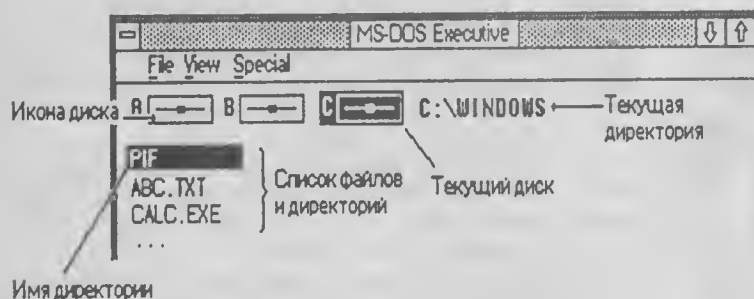 MS-DOS Executive
File View Special
Икона диска A B C C:\WINDOWS Текущая директория
PIF
ABC.TXT
CALC.EXE
...
Список файлов и директорий
Текущий диск
Имя директории